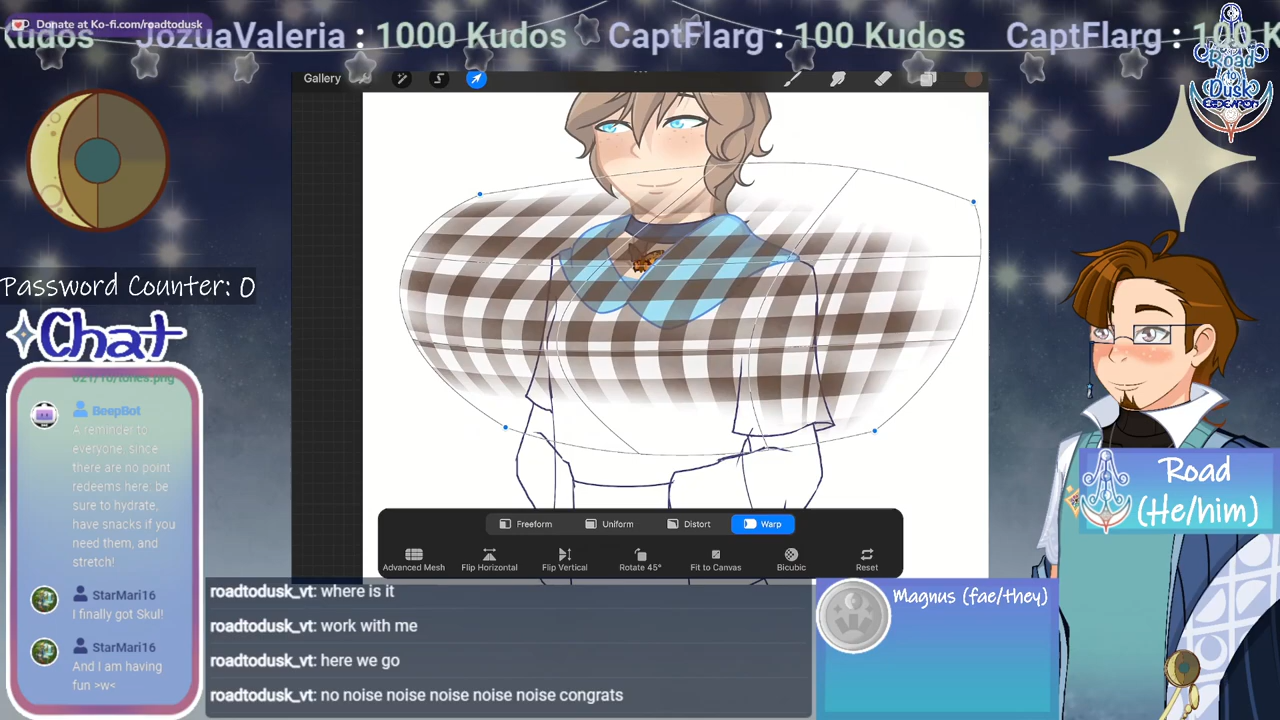 Donate at Ko-fi.com/roadtodusk
Kudos JozuaValeria : 1000 Kudos CaptFlarg : 100 Kudos CaptFlarg : 100 K
Road
to
Dusk
Gallery
Password Counter: 0
Chat
021/10/tones.png
BeepBot
A reminder to
everyone, since
there are no point
redeems here: be
sure to hydrate,
have snacks if you
need them, and
stretch!
StarMari16
I finally got Skul!
StarMari16
And I am having
fun >w<
Freeform Uniform Distort Warp
Advanced Mesh Flip Horizontal Flip Vertical Rotate 45° Fit to Canvas Bicubic Reset
roadtodusk_vt: where is it
roadtodusk_vt: work with me
roadtodusk_vt: here we go
roadtodusk_vt: no noise noise noise noise noise congrats
Magnus (fae/they)
Road
(He/him)